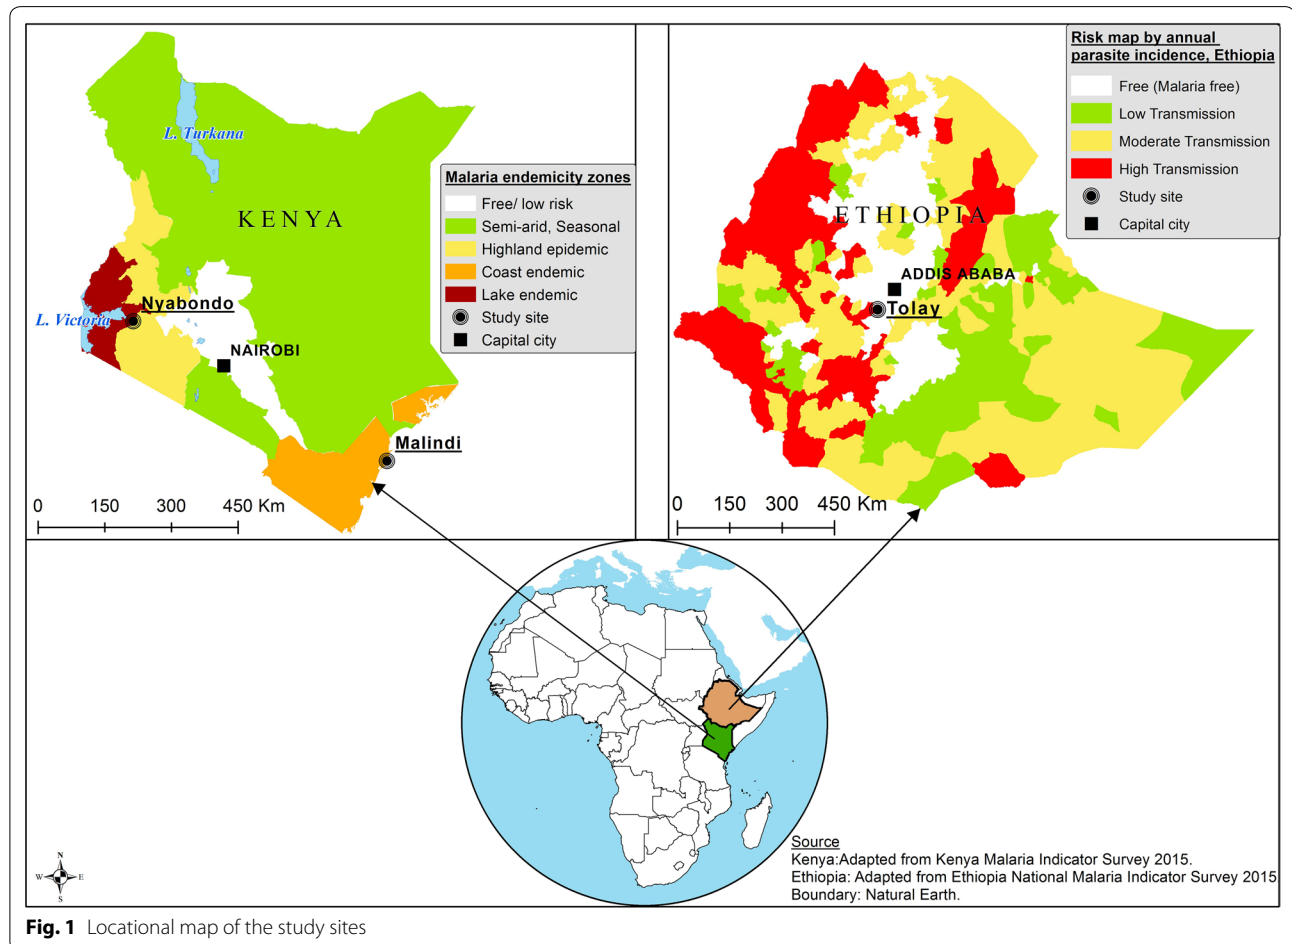 L. Turkana
KENYA
Malaria endemicity zones
Free/ low risk
Semi-arid, Seasonal
Highland epidemic
Coast endemic
Lake endemic
Study site
Capital city
Nyabondo
L. Victoria
NAIROBI
Malindi
0 150 300 450 Km
Risk map by annual
parasite incidence, Ethiopia
Free (Malaria free)
Low Transmission
Moderate Transmission
High Transmission
Study site
Capital city
ETHIOPIA
ADDIS ABABA
Tolay
0 150 300 450 Km
N
W E
S
Source
Kenya:Adapted from Kenya Malaria Indicator Survey 2015.
Ethiopia: Adapted from Ethiopia National Malaria Indicator Survey 2015
Boundary: Natural Earth.
Fig. 1 Locational map of the study sites